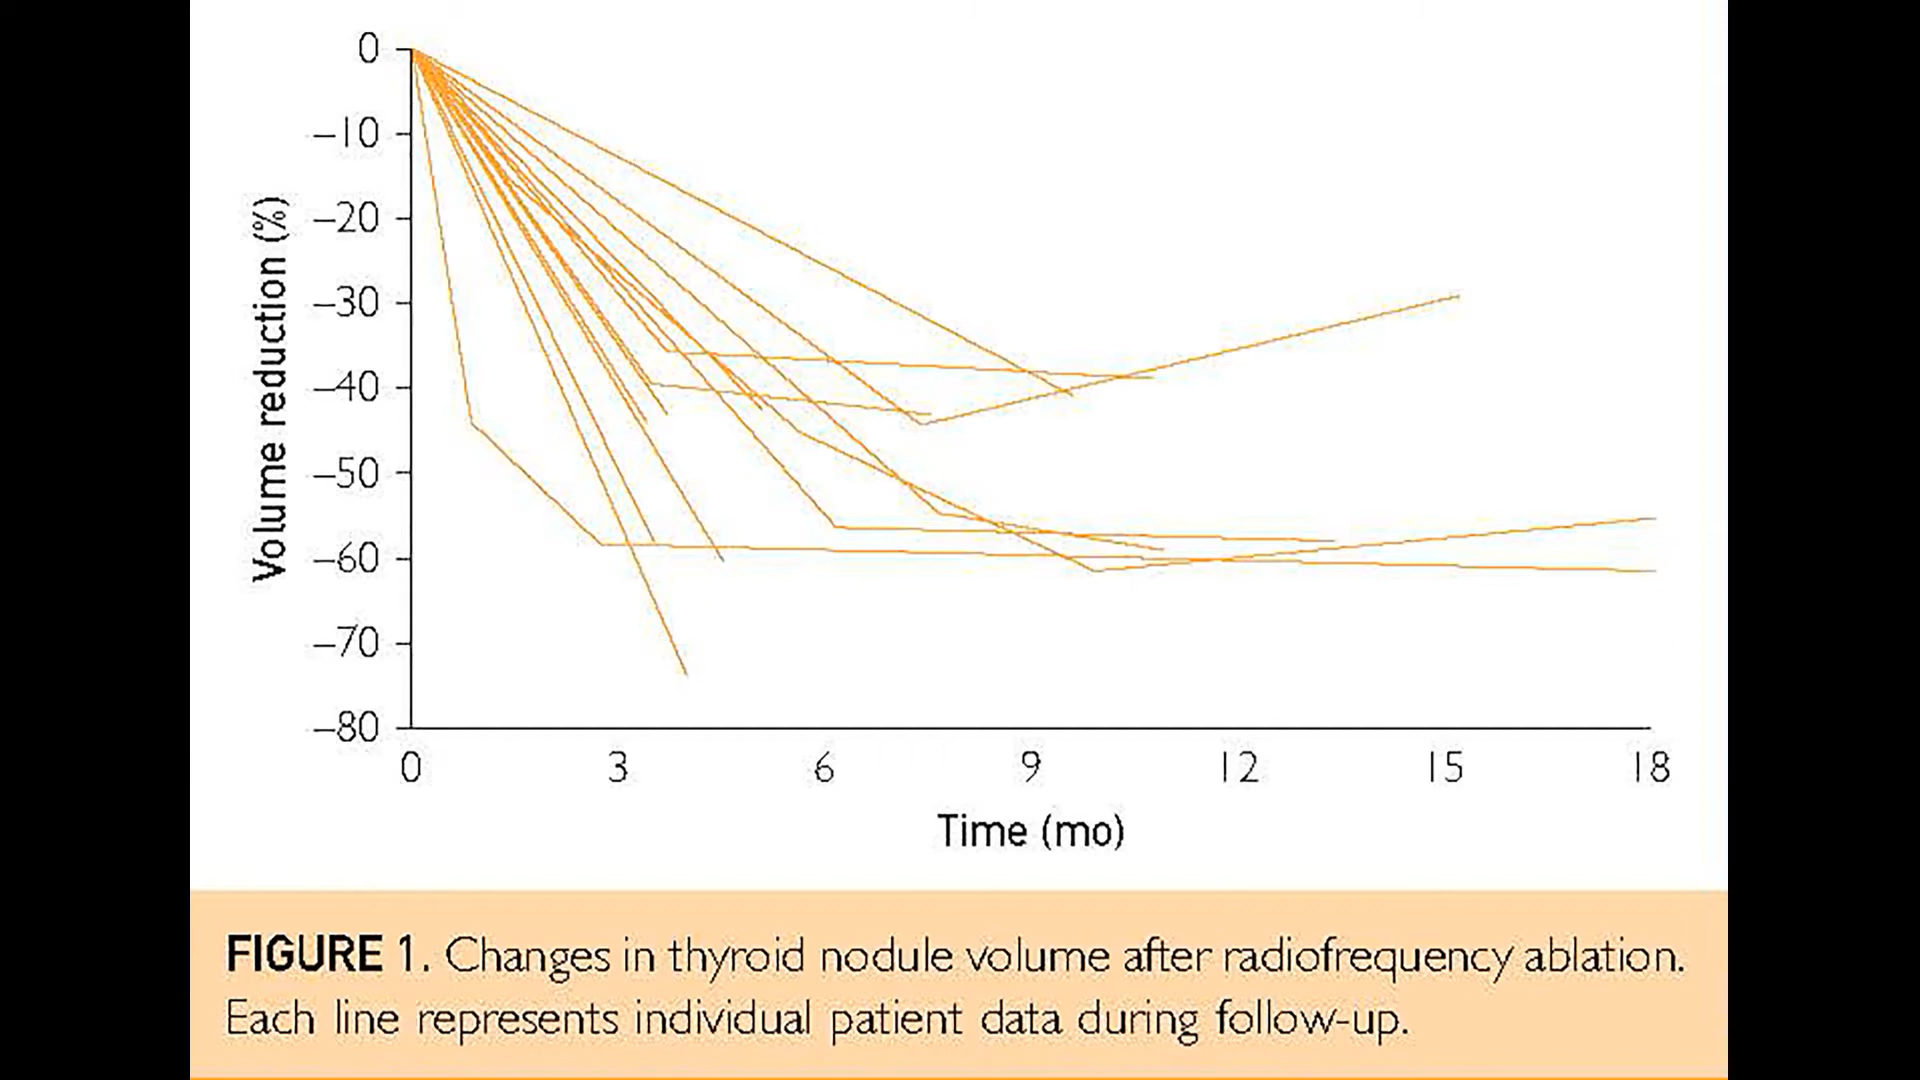 0
–10
–20
–30
–40
–50
–60
–70
–80
Volume reduction (%)
0 3 6 9 12 15 18
Time (mo)
FIGURE 1. Changes in thyroid nodule volume after radiofrequency ablation.
Each line represents individual patient data during follow-up.